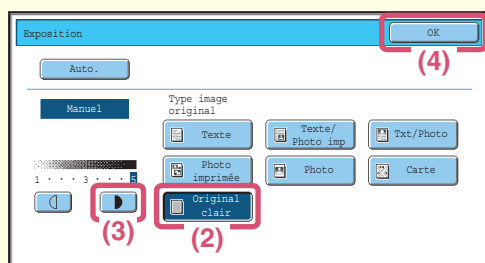 Exposition
OK
(4)
Auto.
Manuel
Type image
original
Texte
Texte/
Photo imp
Txt/Photo
Photo
imprimée
Photo
Carte
1 · · · 3 · · · 5
Original
clair
(3)
(2)